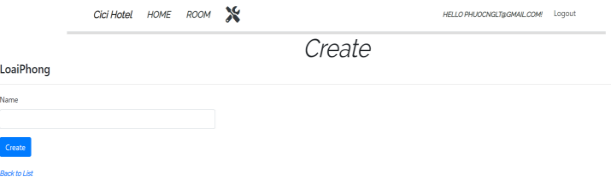 Cici Hotel HOME ROOM HELLO PHUOCNGLT@GMAIL.COM! Logout
Create
LoaiPhong
Name
Create
Back to List